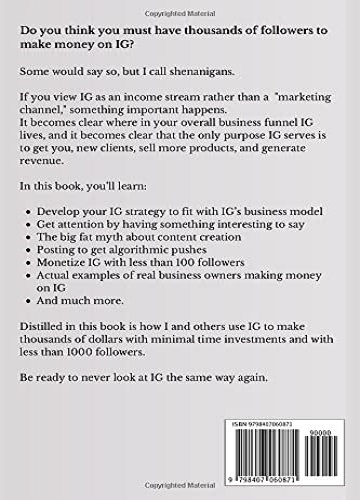 Copyrighted Material
Do you think you must have thousands of followers to
make money on IG?
Some would say so, but I call shenanigans.
If you view IG as an income stream rather than a "marketing
channel," something important happens.
It becomes clear where in your overall business funnel IG
lives, and it becomes clear that the only purpose IG serves is
to get you, new clients, sell more products, and generate
revenue.
In this book, you'll learn:
• Develop your IG strategy to fit with IG's business model
• Get attention by having something interesting to say
• The big fat myth about content creation
• Posting to get algorithmic pushes
• Monetize IG with less than 100 followers
• Actual examples of real business owners making money
on IG
• And much more.
Distilled in this book is how I and others use IG to make
thousands of dollars with minimal time investments and with
less than 1000 followers.
Be ready to never look at IG the same way again.
ISBN 9798407060871
90000
9 798407 060871
Copyrighted Material